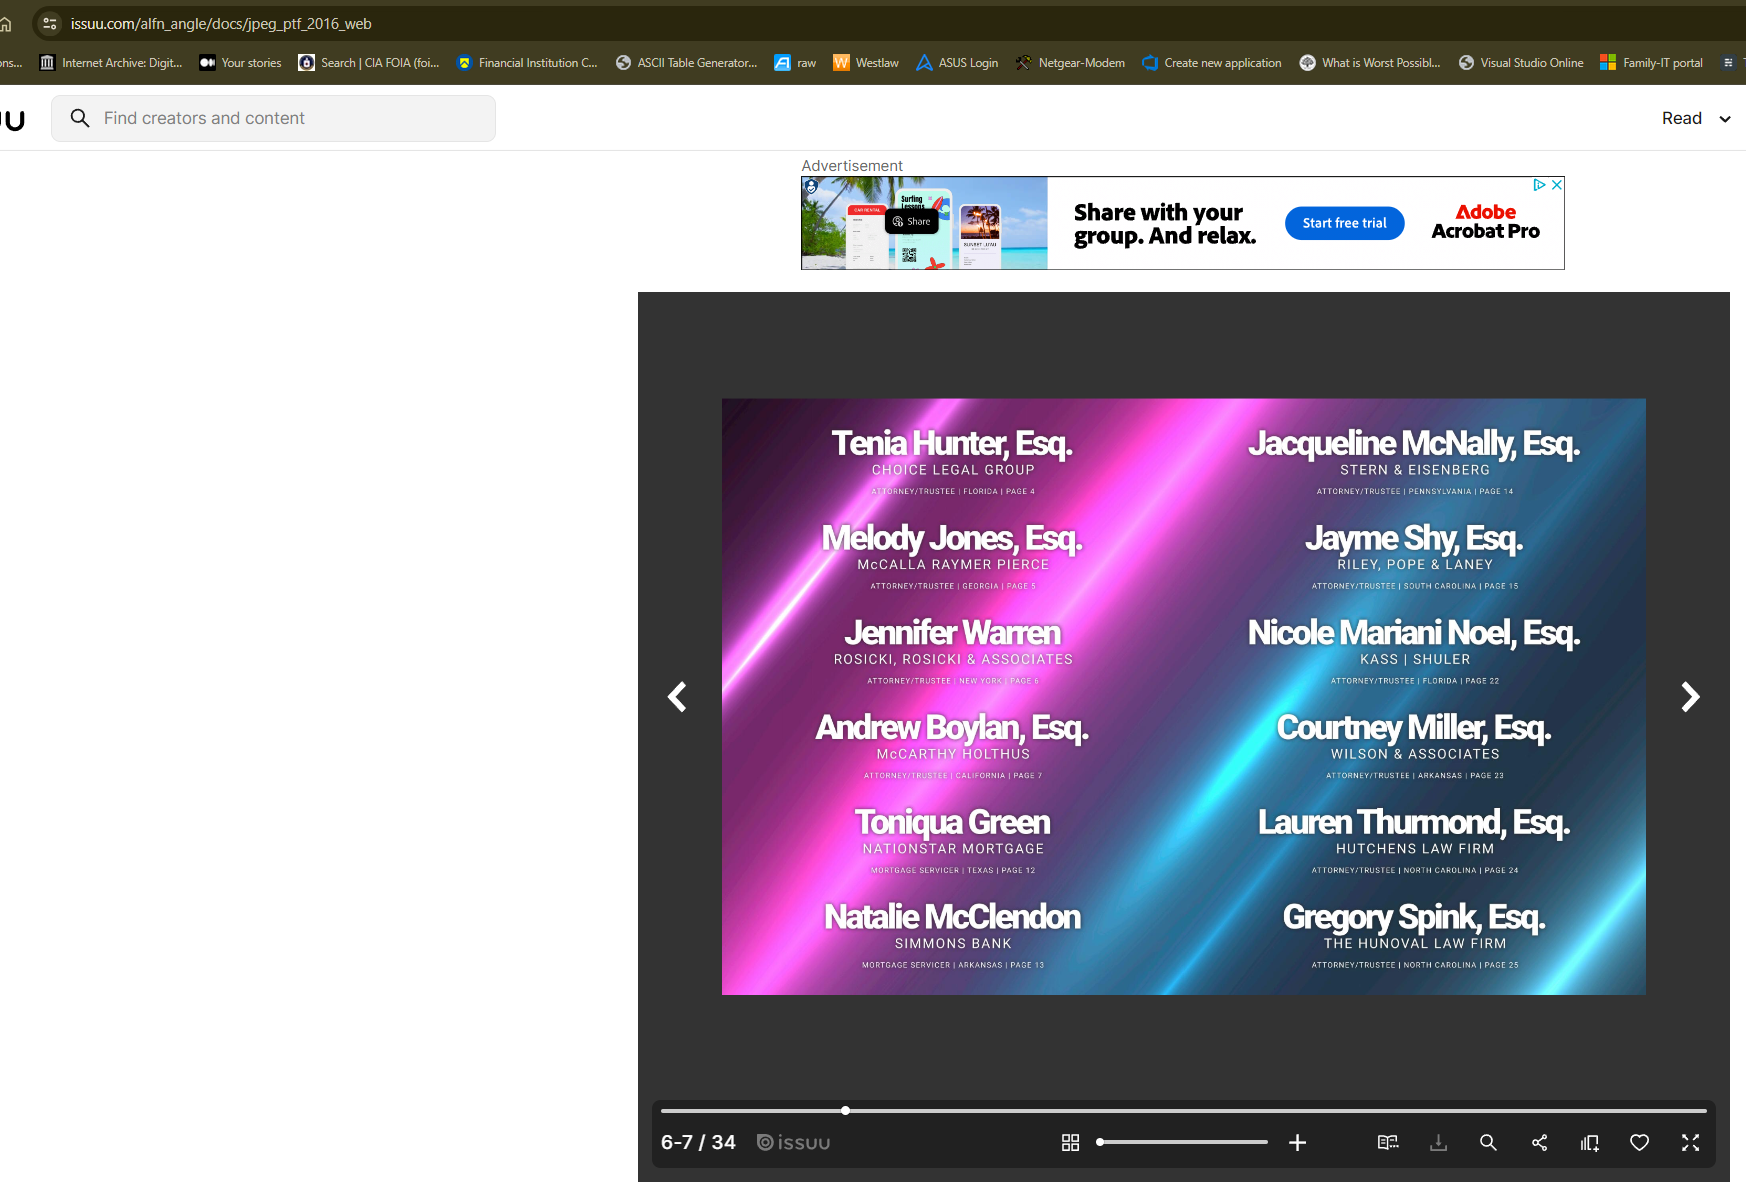 issuu.com/alfn_angle/docs/jpeg_ptf_2016_web
ons...
Internet Archive: Digit...
Your stories
Search | CIA FOIA (foi...
Financial Institution C...
ASCII Table Generator...
raw
Westlaw
ASUS Login
Netgear-Modem
Create new application
What is Worst Possibl...
Visual Studio Online
Family-IT portal
Find creators and content
Read
Advertisement
CAR RENTAL
Surfing
Lessons
Share
Share with your
group. And relax.
Start free trial
Adobe
Acrobat Pro
Tenia Hunter, Esq.
CHOICE LEGAL GROUP
ATTORNEY/TRUSTEE | FLORIDA | PAGE 4
Melody Jones, Esq.
McCALLA RAYMER PIERCE
ATTORNEY/TRUSTEE | GEORGIA | PAGE 5
Jennifer Warren
ROSICKI, ROSICKI & ASSOCIATES
ATTORNEY/TRUSTEE | NEW YORK | PAGE 6
Andrew Boylan, Esq.
McCARTHY HOLTHUS
ATTORNEY/TRUSTEE | CALIFORNIA | PAGE 7
Toniqua Green
NATIONSTAR MORTGAGE
MORTGAGE SERVICER | TEXAS | PAGE 12
Natalie McClendon
SIMMONS BANK
MORTGAGE SERVICER | ARKANSAS | PAGE 13
Jacqueline McNally, Esq.
STERN & EISENBERG
ATTORNEY/TRUSTEE | PENNSYLVANIA | PAGE 14
Jayme Shy, Esq.
RILEY, POPE & LANEY
ATTORNEY/TRUSTEE | SOUTH CAROLINA | PAGE 15
Nicole Mariani Noel, Esq.
KASS | SHULER
ATTORNEY/TRUSTEE | FLORIDA | PAGE 22
Courtney Miller, Esq.
WILSON & ASSOCIATES
ATTORNEY/TRUSTEE | ARKANSAS | PAGE 23
Lauren Thurmond, Esq.
HUTCHENS LAW FIRM
ATTORNEY/TRUSTEE | NORTH CAROLINA | PAGE 24
Gregory Spink, Esq.
THE HUNOVAL LAW FIRM
ATTORNEY/TRUSTEE | NORTH CAROLINA | PAGE 25
6-7 / 34
issuu